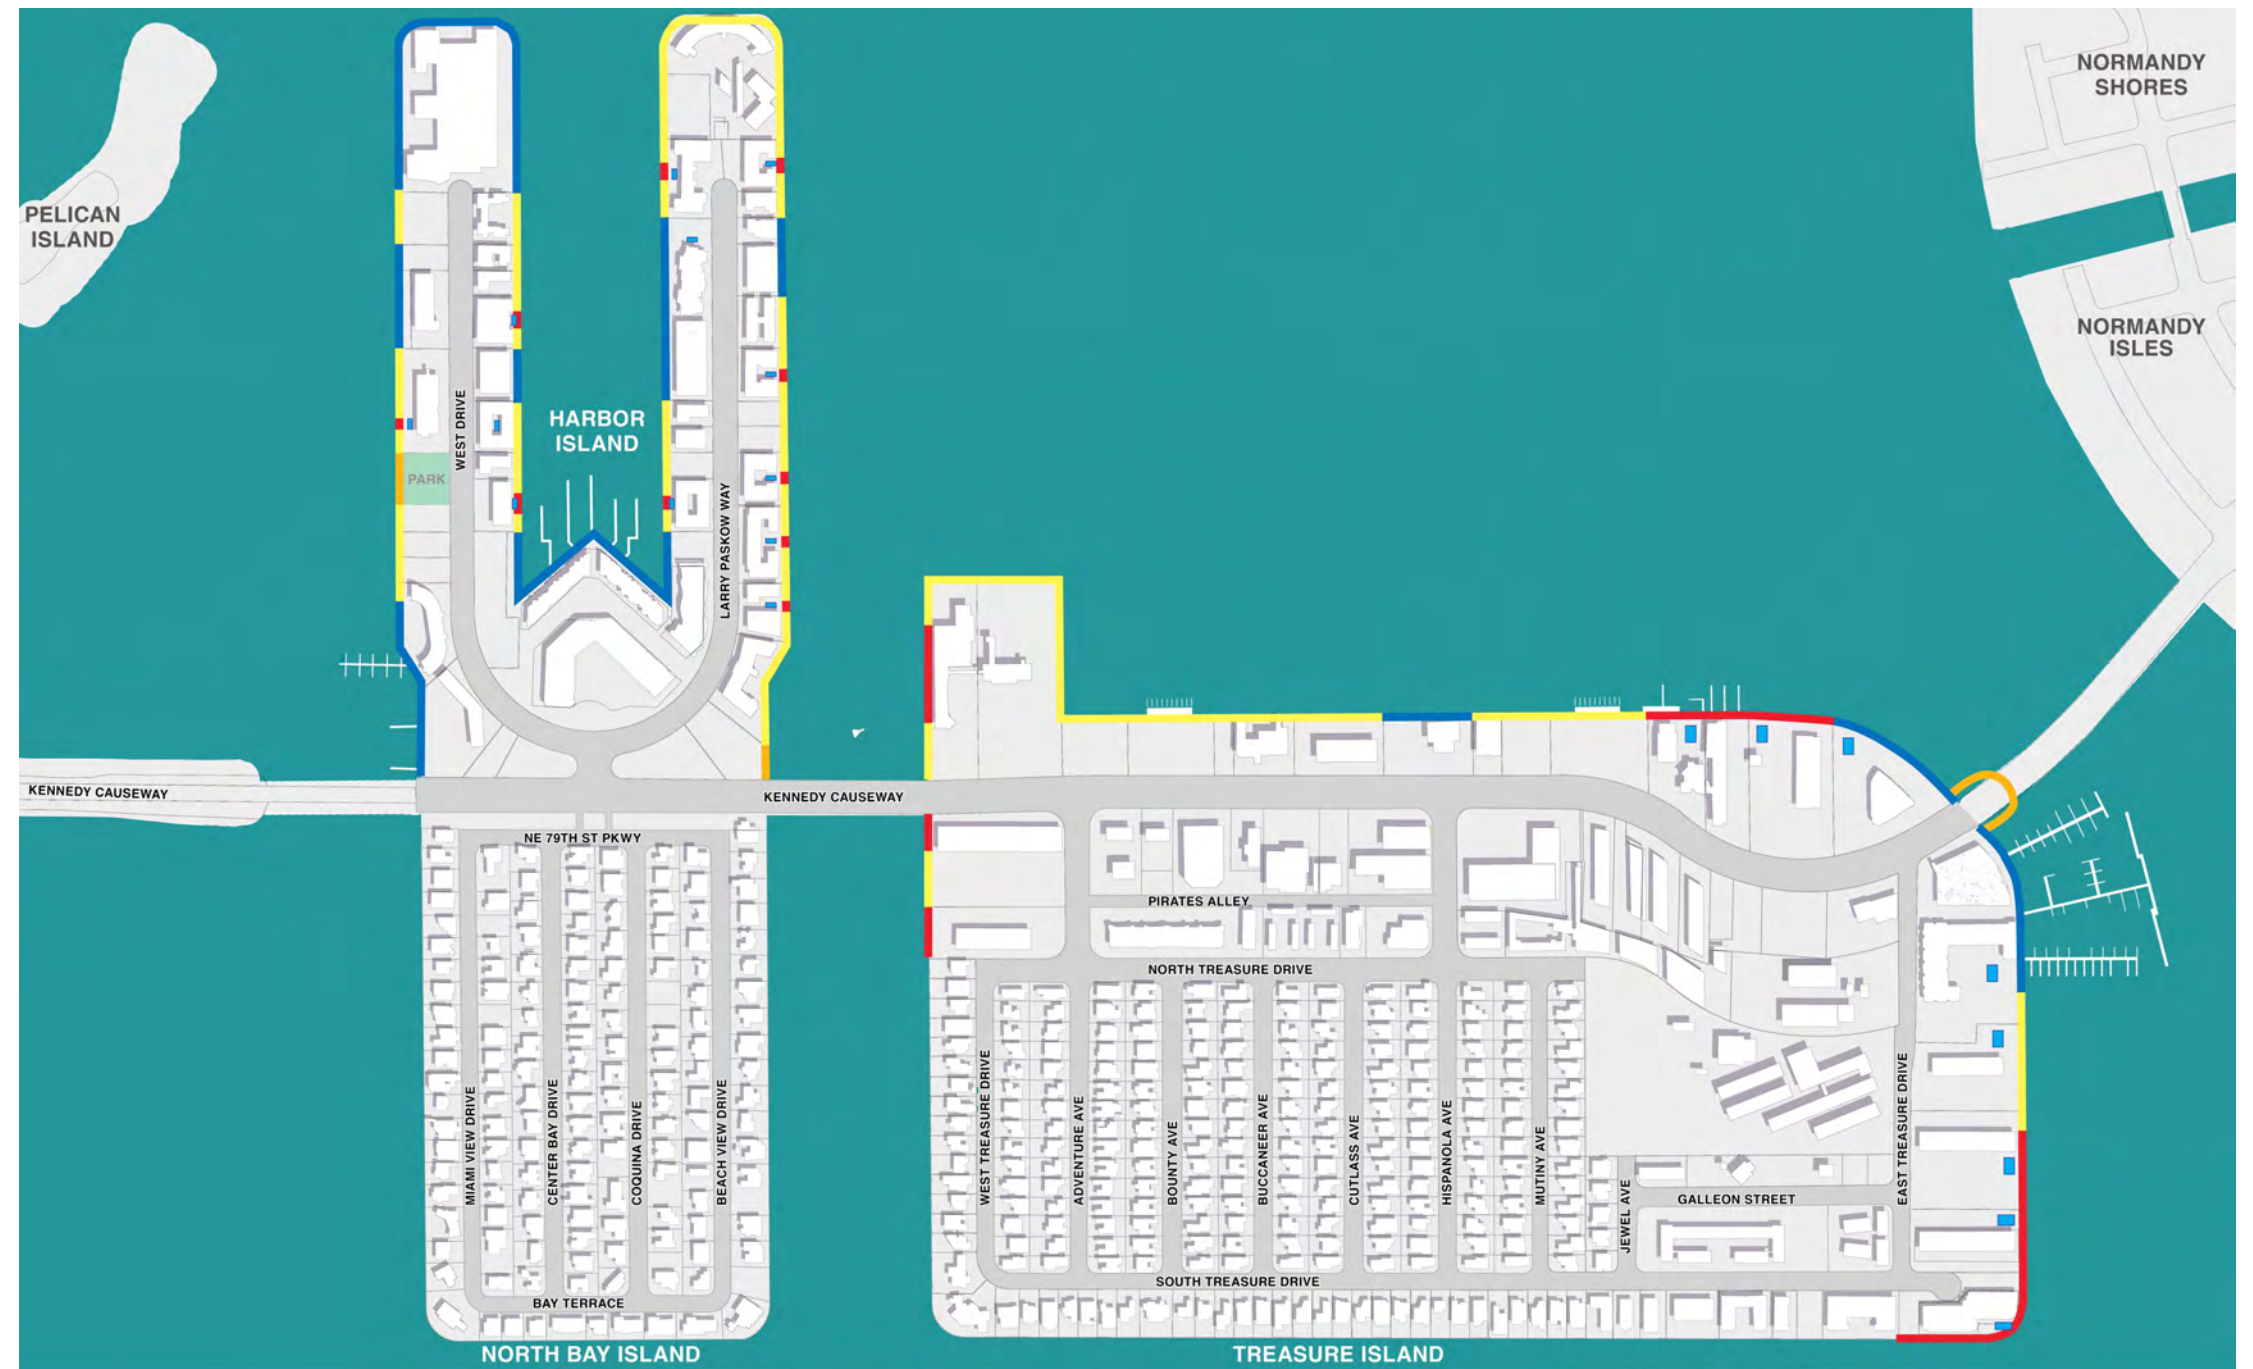 NORMANDY
SHORES
PELICAN
ISLAND
NORMANDY
ISLES
WEST DRIVE
HARBOR
ISLAND
PARK
LARRY PASKOW WAY
KENNEDY CAUSEWAY
KENNEDY CAUSEWAY
NE 79TH ST PKWY
PIRATES ALLEY
NORTH TREASURE DRIVE
MIAMI VIEW DRIVE
CENTER BAY DRIVE
COQUINA DRIVE
BEACH VIEW DRIVE
WEST TREASURE DRIVE
ADVENTURE AVE
BOUNTY AVE
BUCCANEER AVE
CUTLASS AVE
HISPANOLA AVE
MUTINY AVE
JEWEL AVE
GALLEON STREET
EAST TREASURE DRIVE
SOUTH TREASURE DRIVE
BAY TERRACE
NORTH BAY ISLAND
TREASURE ISLAND